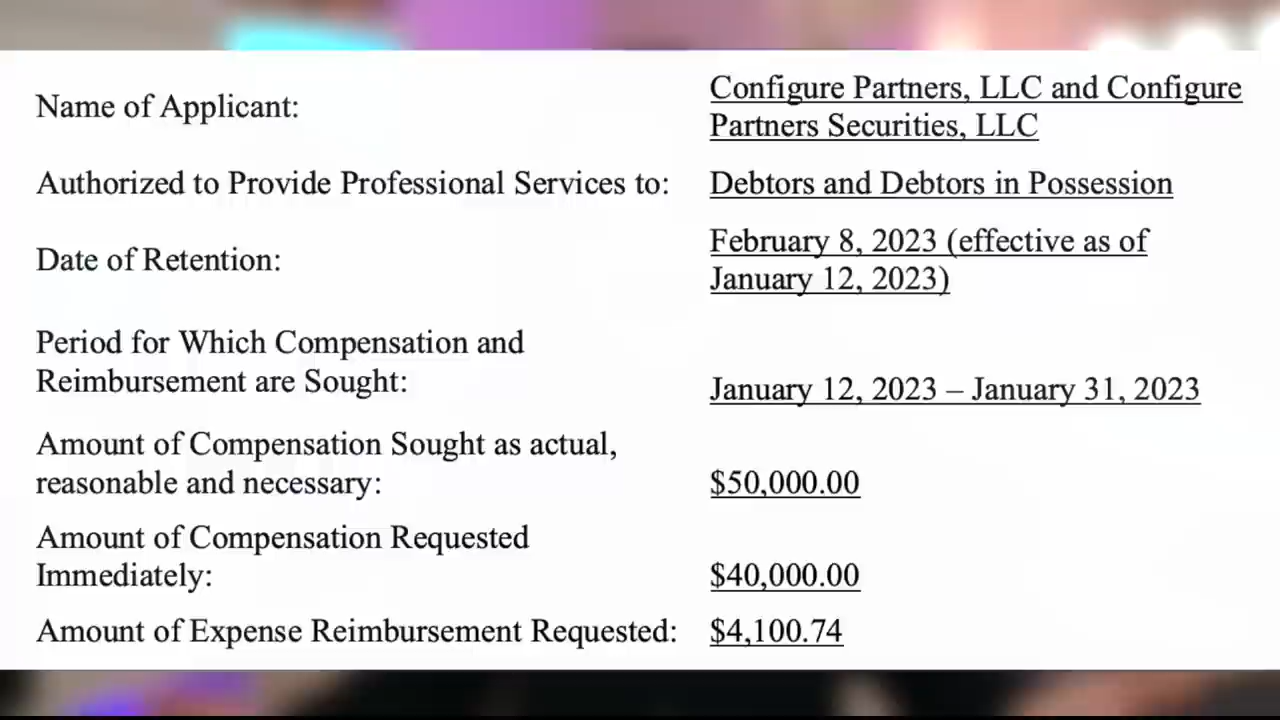 Name of Applicant:
Configure Partners, LLC and Configure
Partners Securities, LLC
Authorized to Provide Professional Services to:
Debtors and Debtors in Possession
Date of Retention:
February 8, 2023 (effective as of
January 12, 2023)
Period for Which Compensation and
Reimbursement are Sought:
January 12, 2023 – January 31, 2023
Amount of Compensation Sought as actual,
reasonable and necessary:
$50,000.00
Amount of Compensation Requested
Immediately:
$40,000.00
Amount of Expense Reimbursement Requested:
$4,100.74